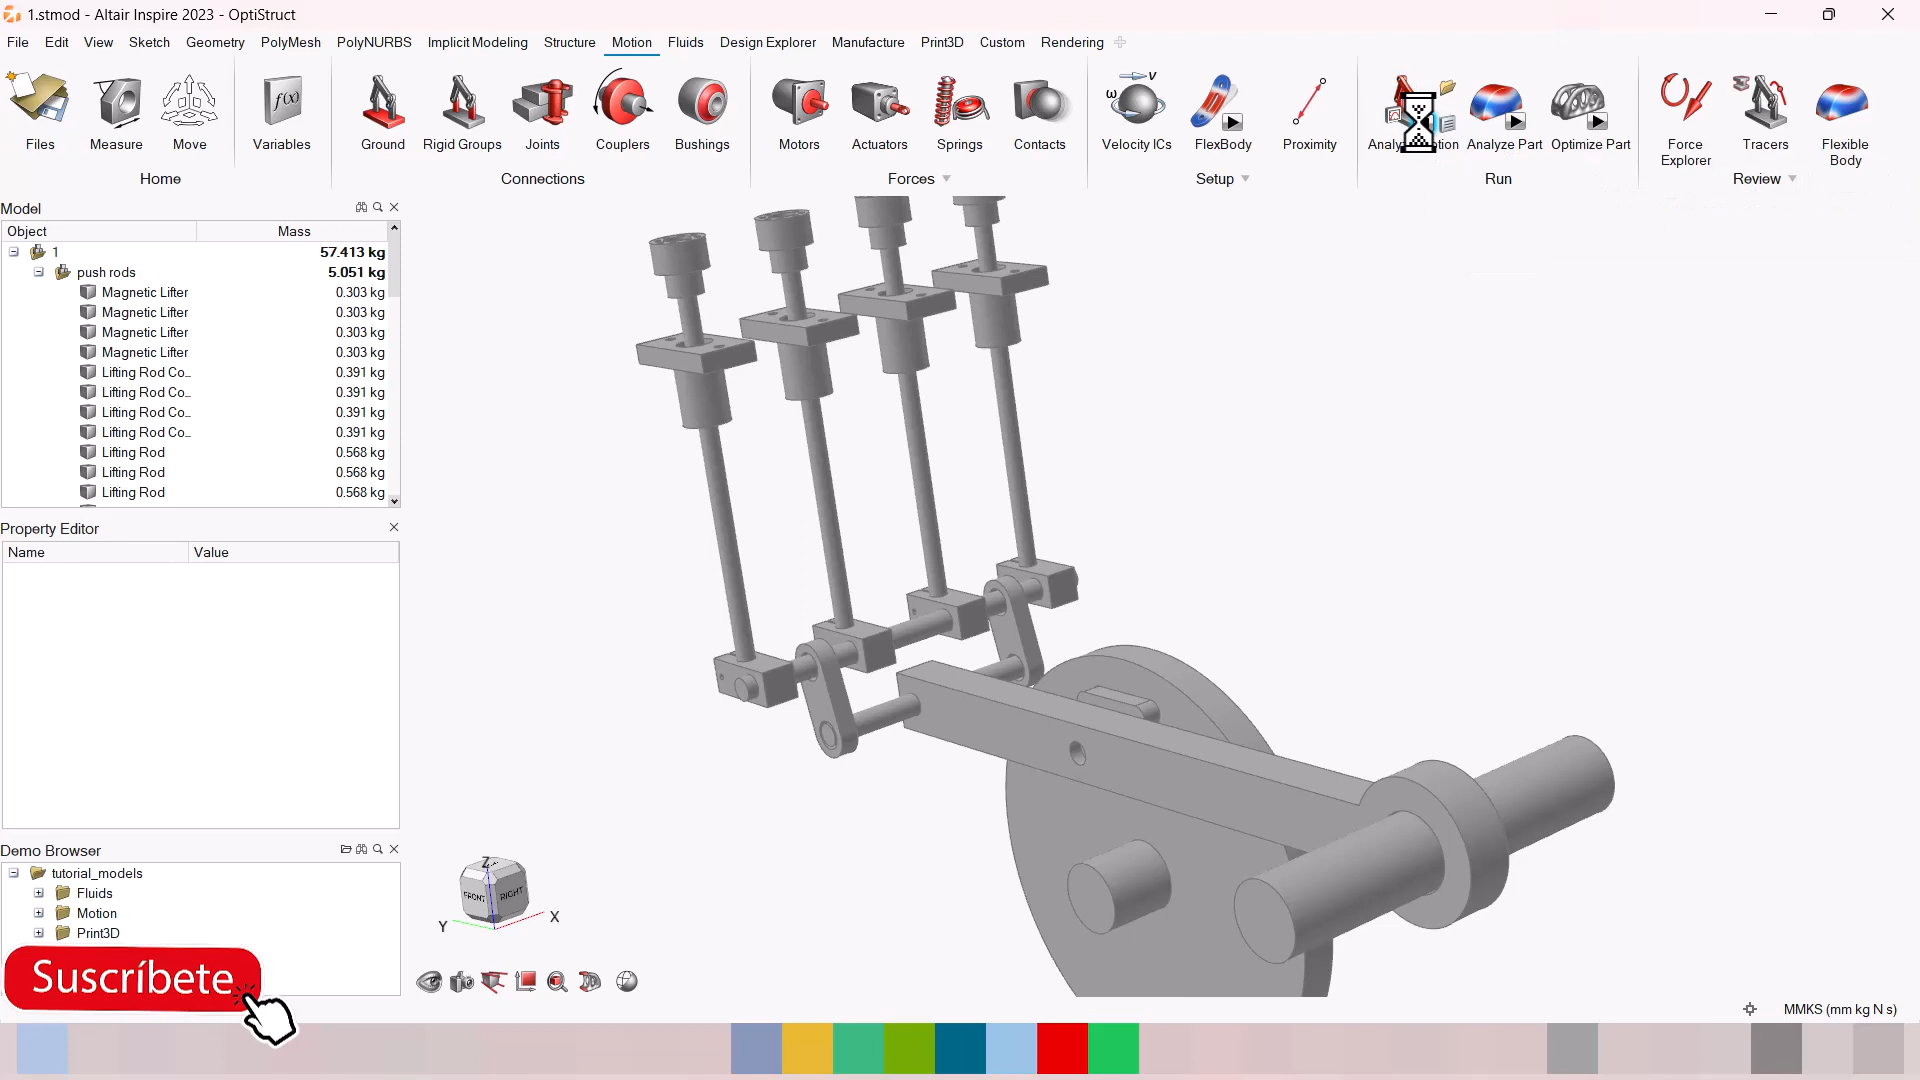 1.stmod - Altair Inspire 2023 - OptiStruct
File Edit View Sketch Geometry PolyMesh PolyNURBS Implicit Modeling Structure Motion Fluids Design Explorer Manufacture Print3D Custom Rendering
Files Measure Move Variables Ground Rigid Groups Joints Couplers Bushings Motors Actuators Springs Contacts Velocity ICs FlexBody Proximity Analyze Part Optimize Part Force Explorer Tracers Flexible Body
Home Connections Forces Setup Run Review
Model
Object Mass
1 57.413 kg
push rods 5.051 kg
Magnetic Lifter 0.303 kg
Magnetic Lifter 0.303 kg
Magnetic Lifter 0.303 kg
Magnetic Lifter 0.303 kg
Lifting Rod Co... 0.391 kg
Lifting Rod Co... 0.391 kg
Lifting Rod Co... 0.391 kg
Lifting Rod Co... 0.391 kg
Lifting Rod 0.568 kg
Lifting Rod 0.568 kg
Lifting Rod 0.568 kg
Property Editor
Name Value
Demo Browser
tutorial_models
Fluids
Motion
Print3D
Suscríbete
Z
FRONT RIGHT
Y X
MMKS (mm kg N s)